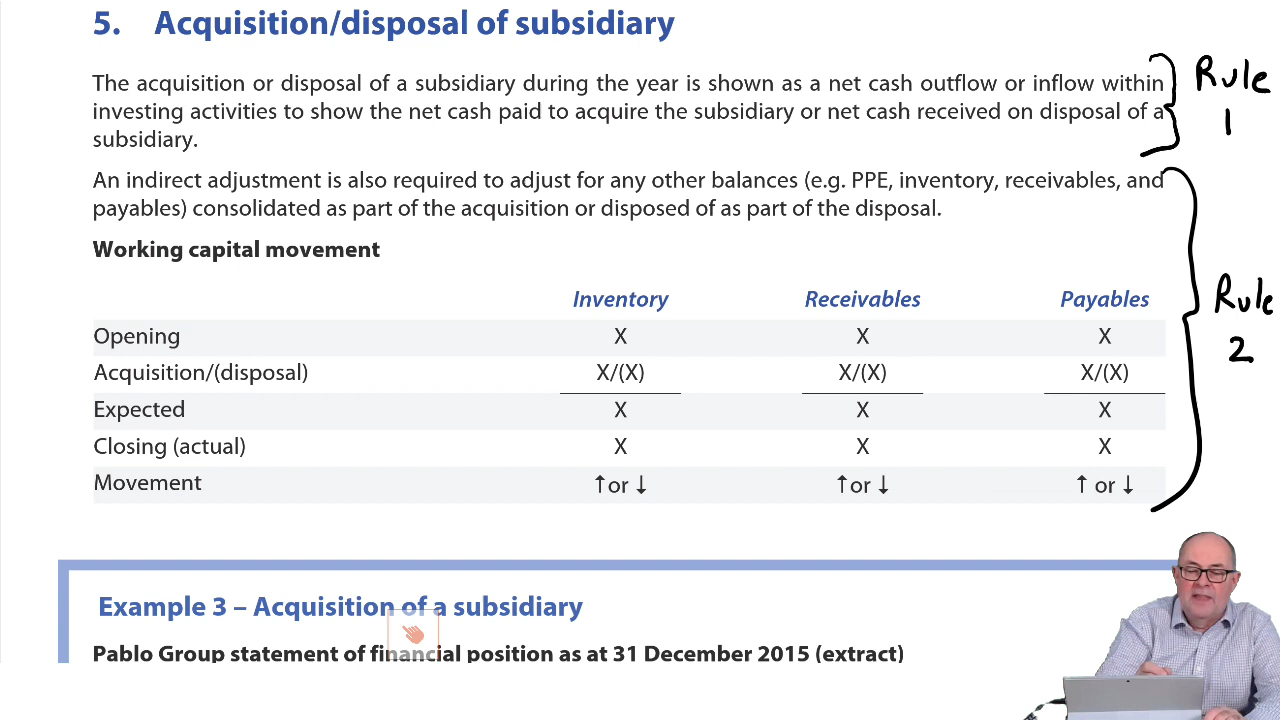 5. Acquisition/disposal of subsidiary
The acquisition or disposal of a subsidiary during the year is shown as a net cash outflow or inflow within
investing activities to show the net cash paid to acquire the subsidiary or net cash received on disposal of a
subsidiary.
Rule
1
An indirect adjustment is also required to adjust for any other balances (e.g. PPE, inventory, receivables, and
payables) consolidated as part of the acquisition or disposed of as part of the disposal.
Working capital movement
Inventory Receivables Payables
Opening X X X
Acquisition/(disposal) X/(X) X/(X) X/(X)
Expected X X X
Closing (actual) X X X
Movement ↑or ↓ ↑or ↓ ↑ or ↓
Rule
2
Example 3 – Acquisition of a subsidiary
Pablo Group statement of financial position as at 31 December 2015 (extract)